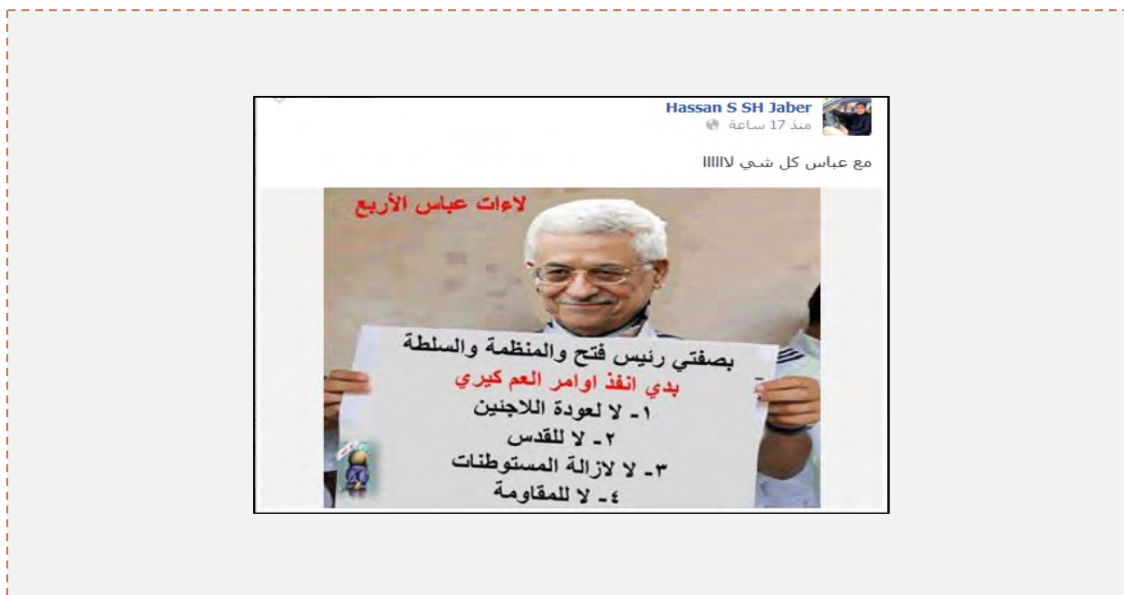 Hassan S SH Jaber
منذ 17 ساعة
مع عباس كل شي لااااااا
لاءات عباس الأربع
بصفتي رئيس فتح والمنظمة والسلطة
بدي انفذ اوامر العم كيري
١- لا لعودة اللاجئين
٢- لا للقدس
٣- لا لازالة المستوطنات
٤- لا للمقاومة